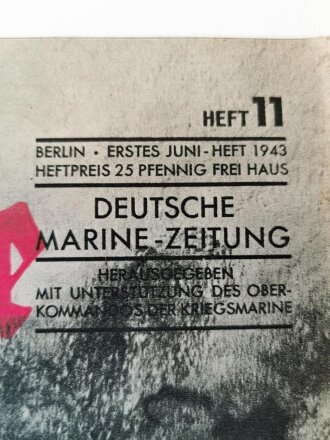 HEFT 11
BERLIN · ERSTES JUNI-HEFT 1943
HEFTPREIS 25 PFENNIG FREI HAUS
DEUTSCHE
MARINE-ZEITUNG
HERAUSGEGEBEN
MIT UNTERSTÜTZUNG DES OBER-
KOMMANDOS DER KRIEGSMARINE